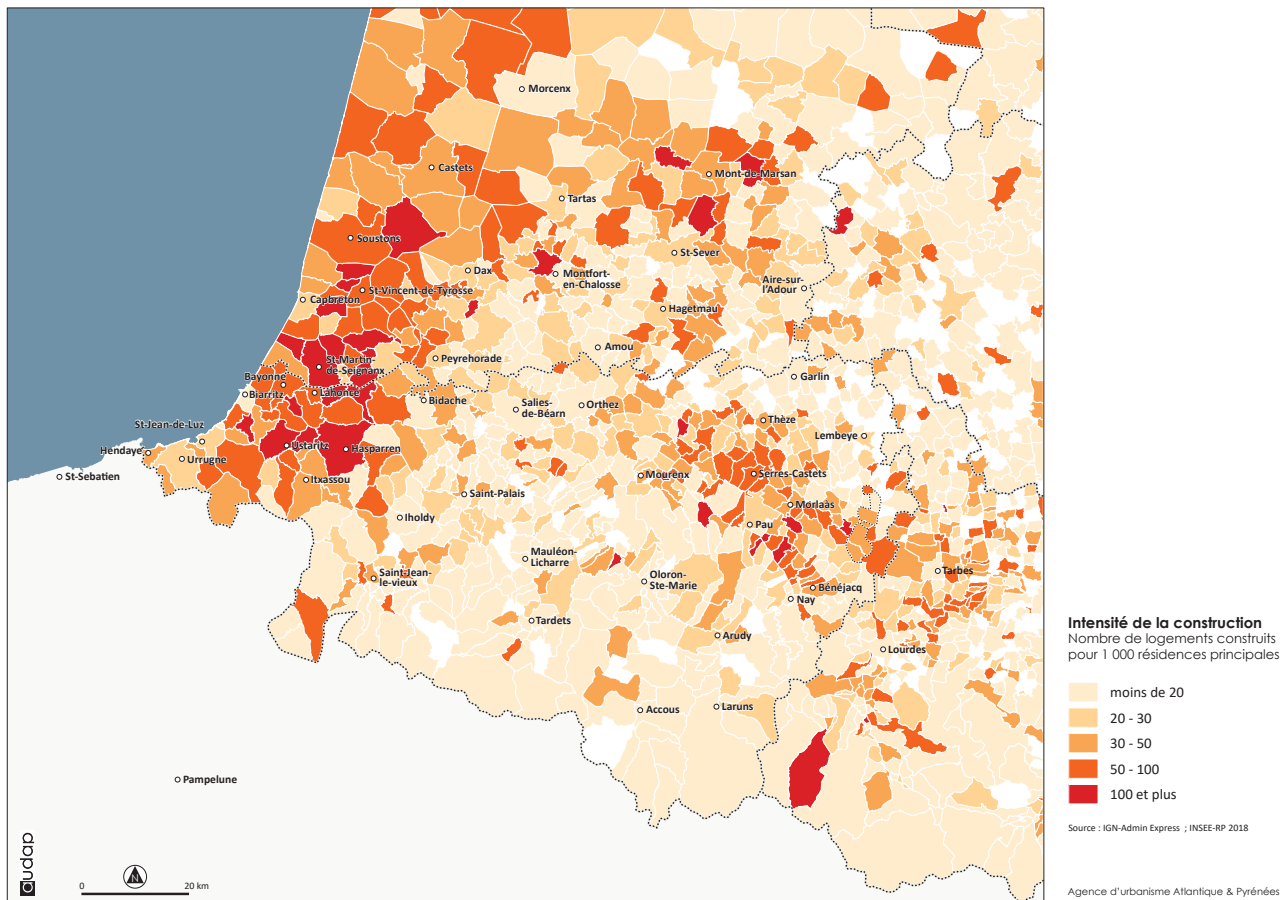 Morcenx
Castets
Mont-de-Marsan
Tartas
Soustons
St-Sever
Dax
Montfort-
en-Chalosse
Aire-sur-
l'Adour
St-Vincent-de-Tyrosse
Capbreton
Hagetmau
Amou
Peyrehorade
St-Martin-
de-Seignanx
Bayonne
Biarritz
Lahonce
Bidache
Garlin
Salies-
de-Béarn
Orthez
Thèze
St-Jean-de-Luz
Lembeye
Hendaye
Urrugne
Ustaritz
Hasparren
St-Sebatien
Itxassou
Mourenx
Serres-Castets
Saint-Palais
Morlaàs
Iholdy
Pau
Mauléon-
Licharre
Saint-Jean-
le-vieux
Oloron-
Ste-Marie
Tarbes
Bénéjacq
Nay
Tardets
Arudy
Lourdes
Accous
Laruns
Pampelune
audap
N
0 20 km
Intensité de la construction
Nombre de logements construits
pour 1 000 résidences principales
moins de 20
20 - 30
30 - 50
50 - 100
100 et plus
Source : IGN-Admin Express ; INSEE-RP 2018
Agence d'urbanisme Atlantique & Pyrénées